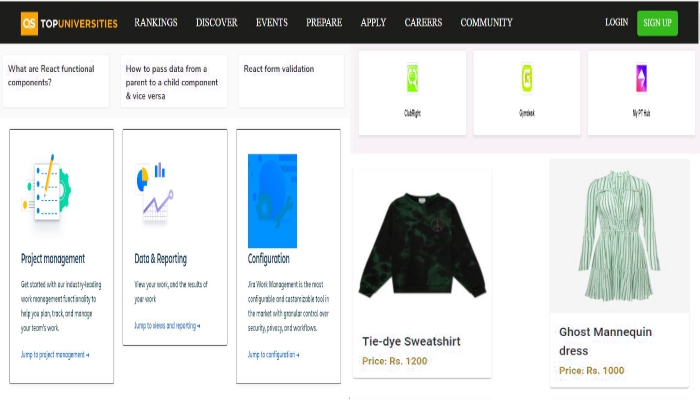 QS TOPUNIVERSITIES RANKINGS DISCOVER EVENTS PREPARE APPLY CAREERS COMMUNITY LOGIN SIGN UP
What are React functional
components?
How to pass data from a
parent to a child component
& vice versa
React form validation
ClubRight
Gymdesk
My PT Hub
Project management
Get started with our industry-leading
work management functionality to
help you plan, track, and manage
your team's work.
Jump to project management ➜
Data & Reporting
View your work, and the results of
your work
Jump to views and reporting ➜
Configuration
Jira Work Management is the most
configurable and customizable tool in
the market with granular control over
security, privacy, and workflows.
Jump to configuration ➜
Tie-dye Sweatshirt
Price: Rs. 1200
Ghost Mannequin
dress
Price: Rs. 1000